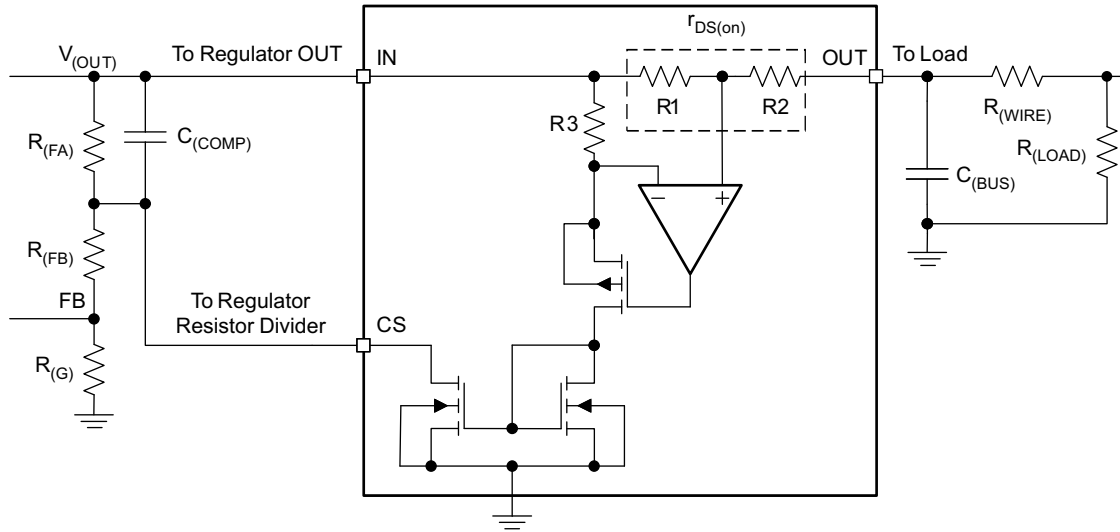 r_DS(on)
V_(OUT)
To Regulator OUT
IN
OUT
To Load
R1
R2
R3
R_(WIRE)
R_(FA)
C_(COMP)
R_(LOAD)
C_(BUS)
−
+
R_(FB)
FB
To Regulator
Resistor Divider
CS
R_(G)